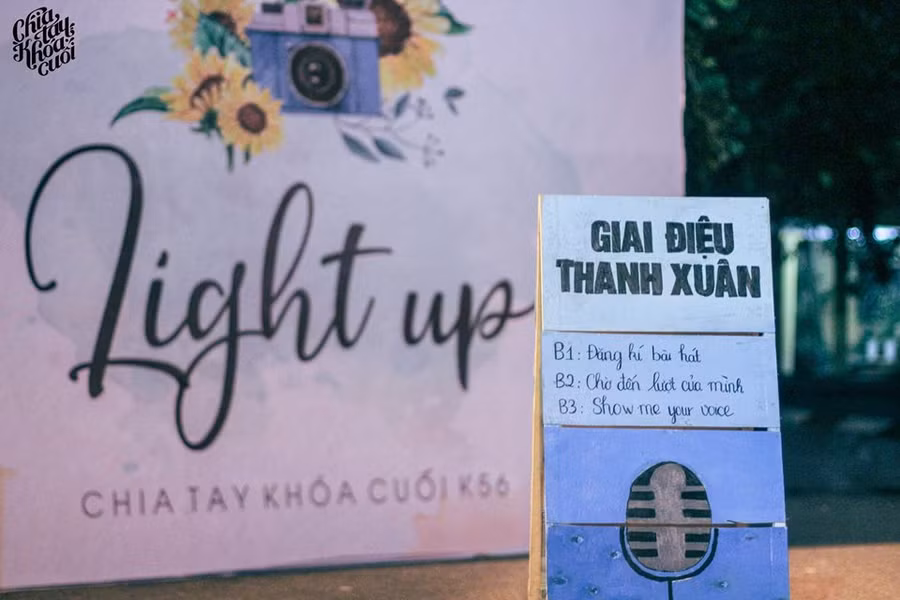 Chia
tay
Khóa
cuối
Light up
CHIA TAY KHÓA CUỐI K56
GIAI ĐIỆU
THANH XUÂN
B1: Đăng kí bài hát
B2: Chờ đến lượt của mình
B3: Show me your voice